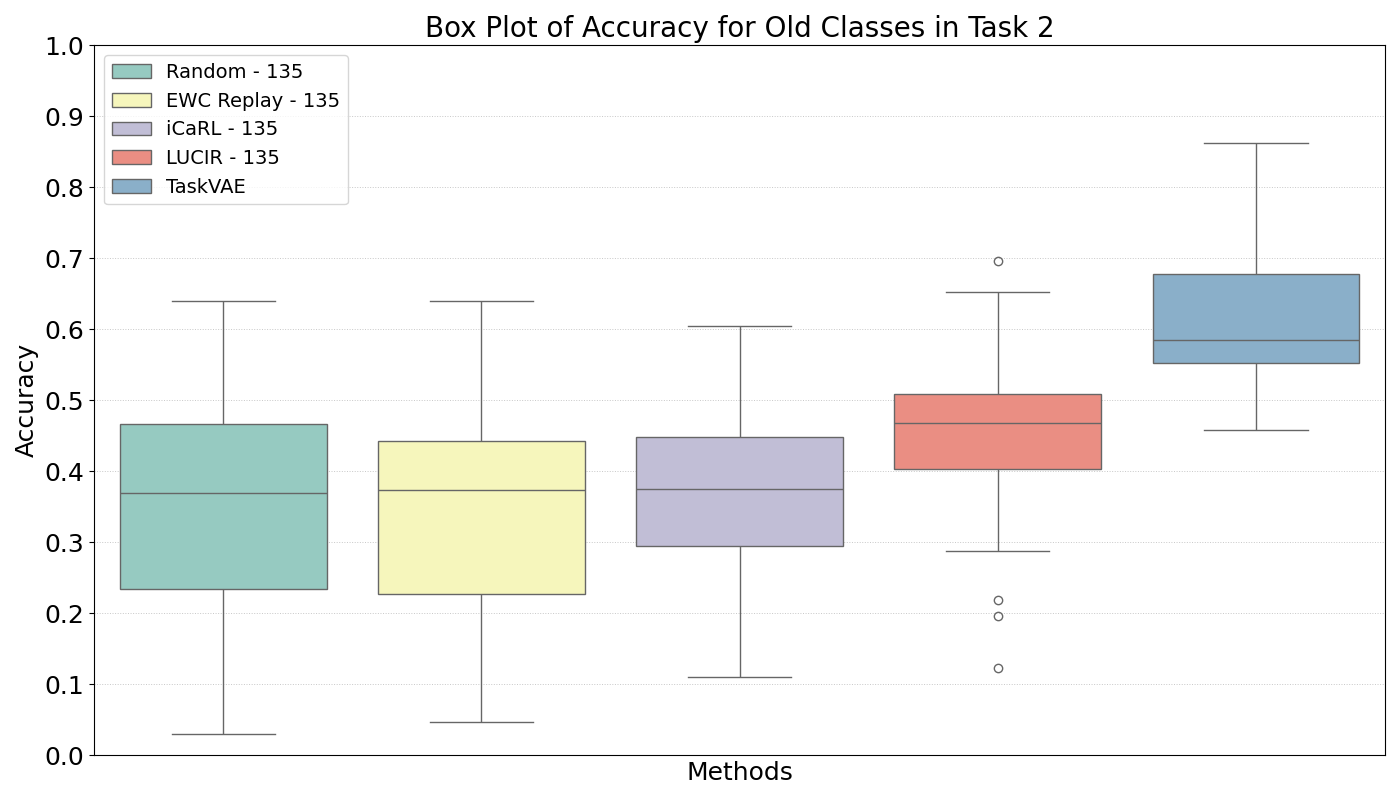 Box Plot of Accuracy for Old Classes in Task 2
1.0
0.9
0.8
0.7
0.6
0.5
0.4
0.3
0.2
0.1
0.0
Accuracy
Random - 135
EWC Replay - 135
iCaRL - 135
LUCIR - 135
TaskVAE
Methods